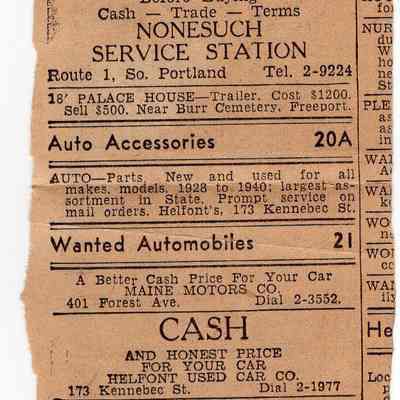 Before Buying
Cash — Trade — Terms
NONESUCH
SERVICE STATION
Route 1, So. Portland Tel. 2-9224
18' PALACE HOUSE—Trailer. Cost $1200.
Sell $500. Near Burr Cemetery, Freeport.
Auto Accessories 20A
AUTO—Parts, New and used for all
makes, models, 1928 to 1940; largest as-
sortment in State. Prompt service on
mail orders. Helfont's, 173 Kennebec St.
Wanted Automobiles 21
A Better Cash Price For Your Car
MAINE MOTORS CO.
401 Forest Ave. Dial 2-3552.
CASH
AND HONEST PRICE
FOR YOUR CAR
HELFONT USED CAR CO.
173 Kennebec St. Dial 2-1977